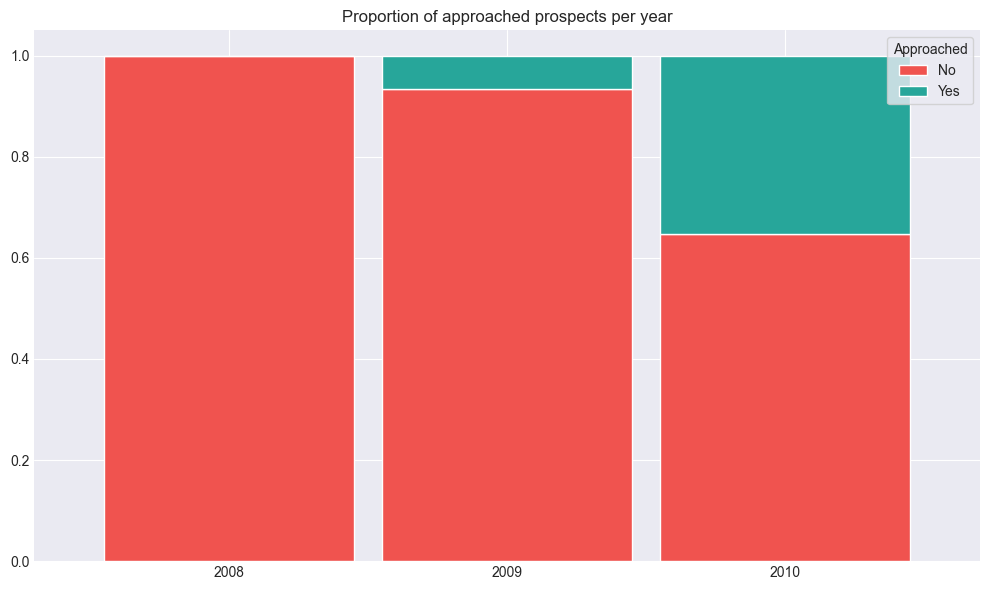 Proportion of approached prospects per year
Approached
No
Yes
1.0
0.8
0.6
0.4
0.2
0.0
2008
2009
2010